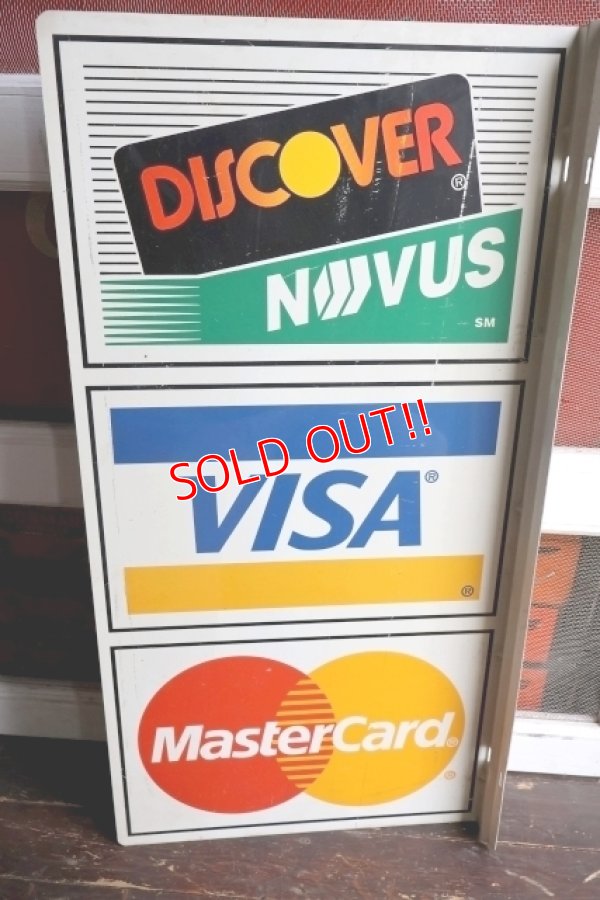 DISCOVER®
NOVUS
SM
SOLD OUT!!
VISA®
®
MasterCard®
®